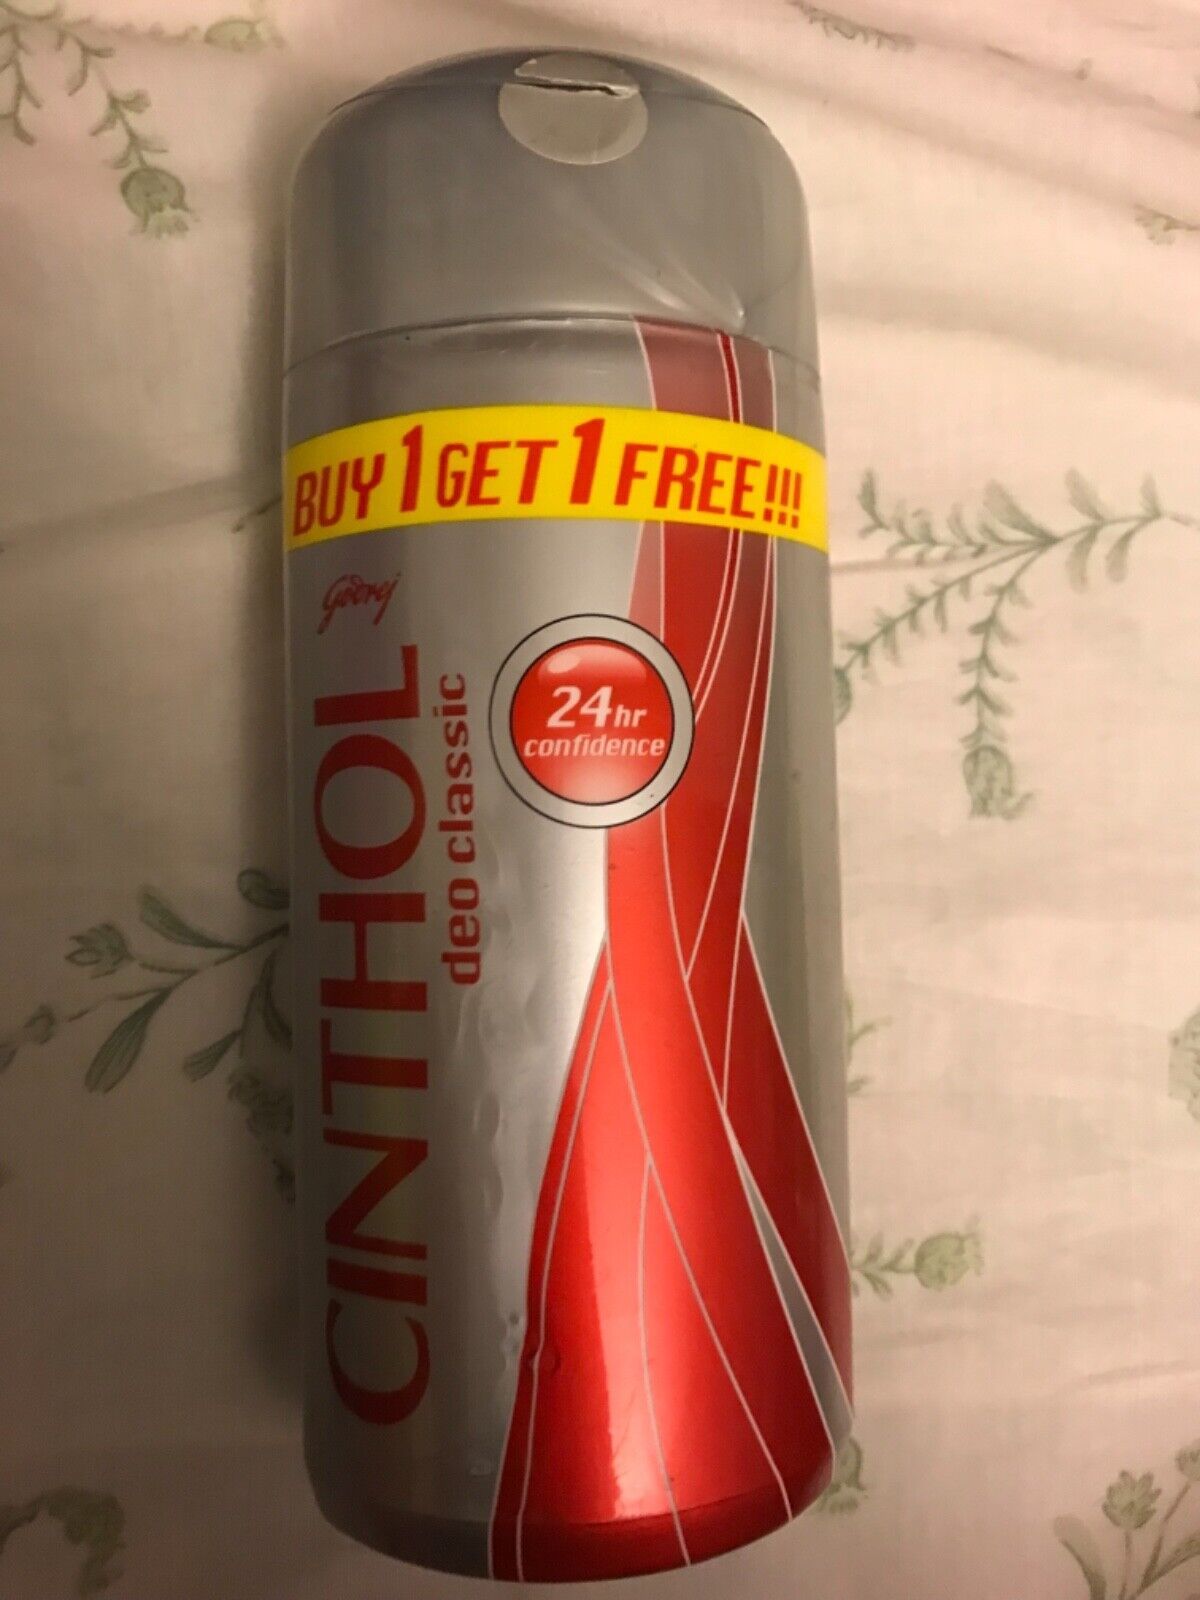 BUY 1 GET 1 FREE!!!
Godrej
CINTHOL
deo classic
24hr
confidence